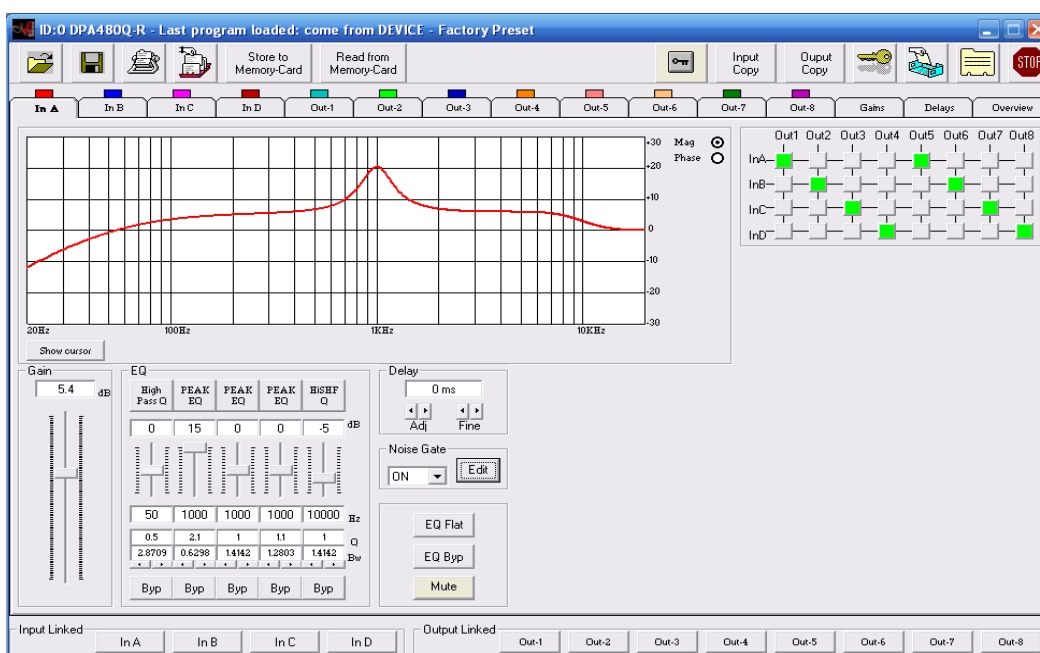 ID:0 DPA480Q-R - Last program loaded: come from DEVICE - Factory Preset
Store to Memory-Card
Read from Memory-Card
Input Copy
Ouput Copy
STOP
In A In B In C In D Out-1 Out-2 Out-3 Out-4 Out-5 Out-6 Out-7 Out-8 Gains Delays Overview
+30 Mag
+20 Phase
+10
0
-10
-20
-30
20Hz 100Hz 1KHz 10KHz
Show cursor
Out1 Out2 Out3 Out4 Out5 Out6 Out7 Out8
InA
InB
InC
InD
Gain
5.4 dB
EQ
High Pass Q
PEAK EQ
PEAK EQ
PEAK EQ
HiSHF Q
0 15 0 0 -5 dB
50 1000 1000 1000 10000 Hz
0.5 2.1 1 1.1 1 Q
2.8709 0.6298 1.4142 1.2803 1.4142 Bw
Byp Byp Byp Byp Byp
Delay
0 ms
Adj Fine
Noise Gate
ON Edit
EQ Flat
EQ Byp
Mute
Input Linked
In A In B In C In D
Output Linked
Out-1 Out-2 Out-3 Out-4 Out-5 Out-6 Out-7 Out-8